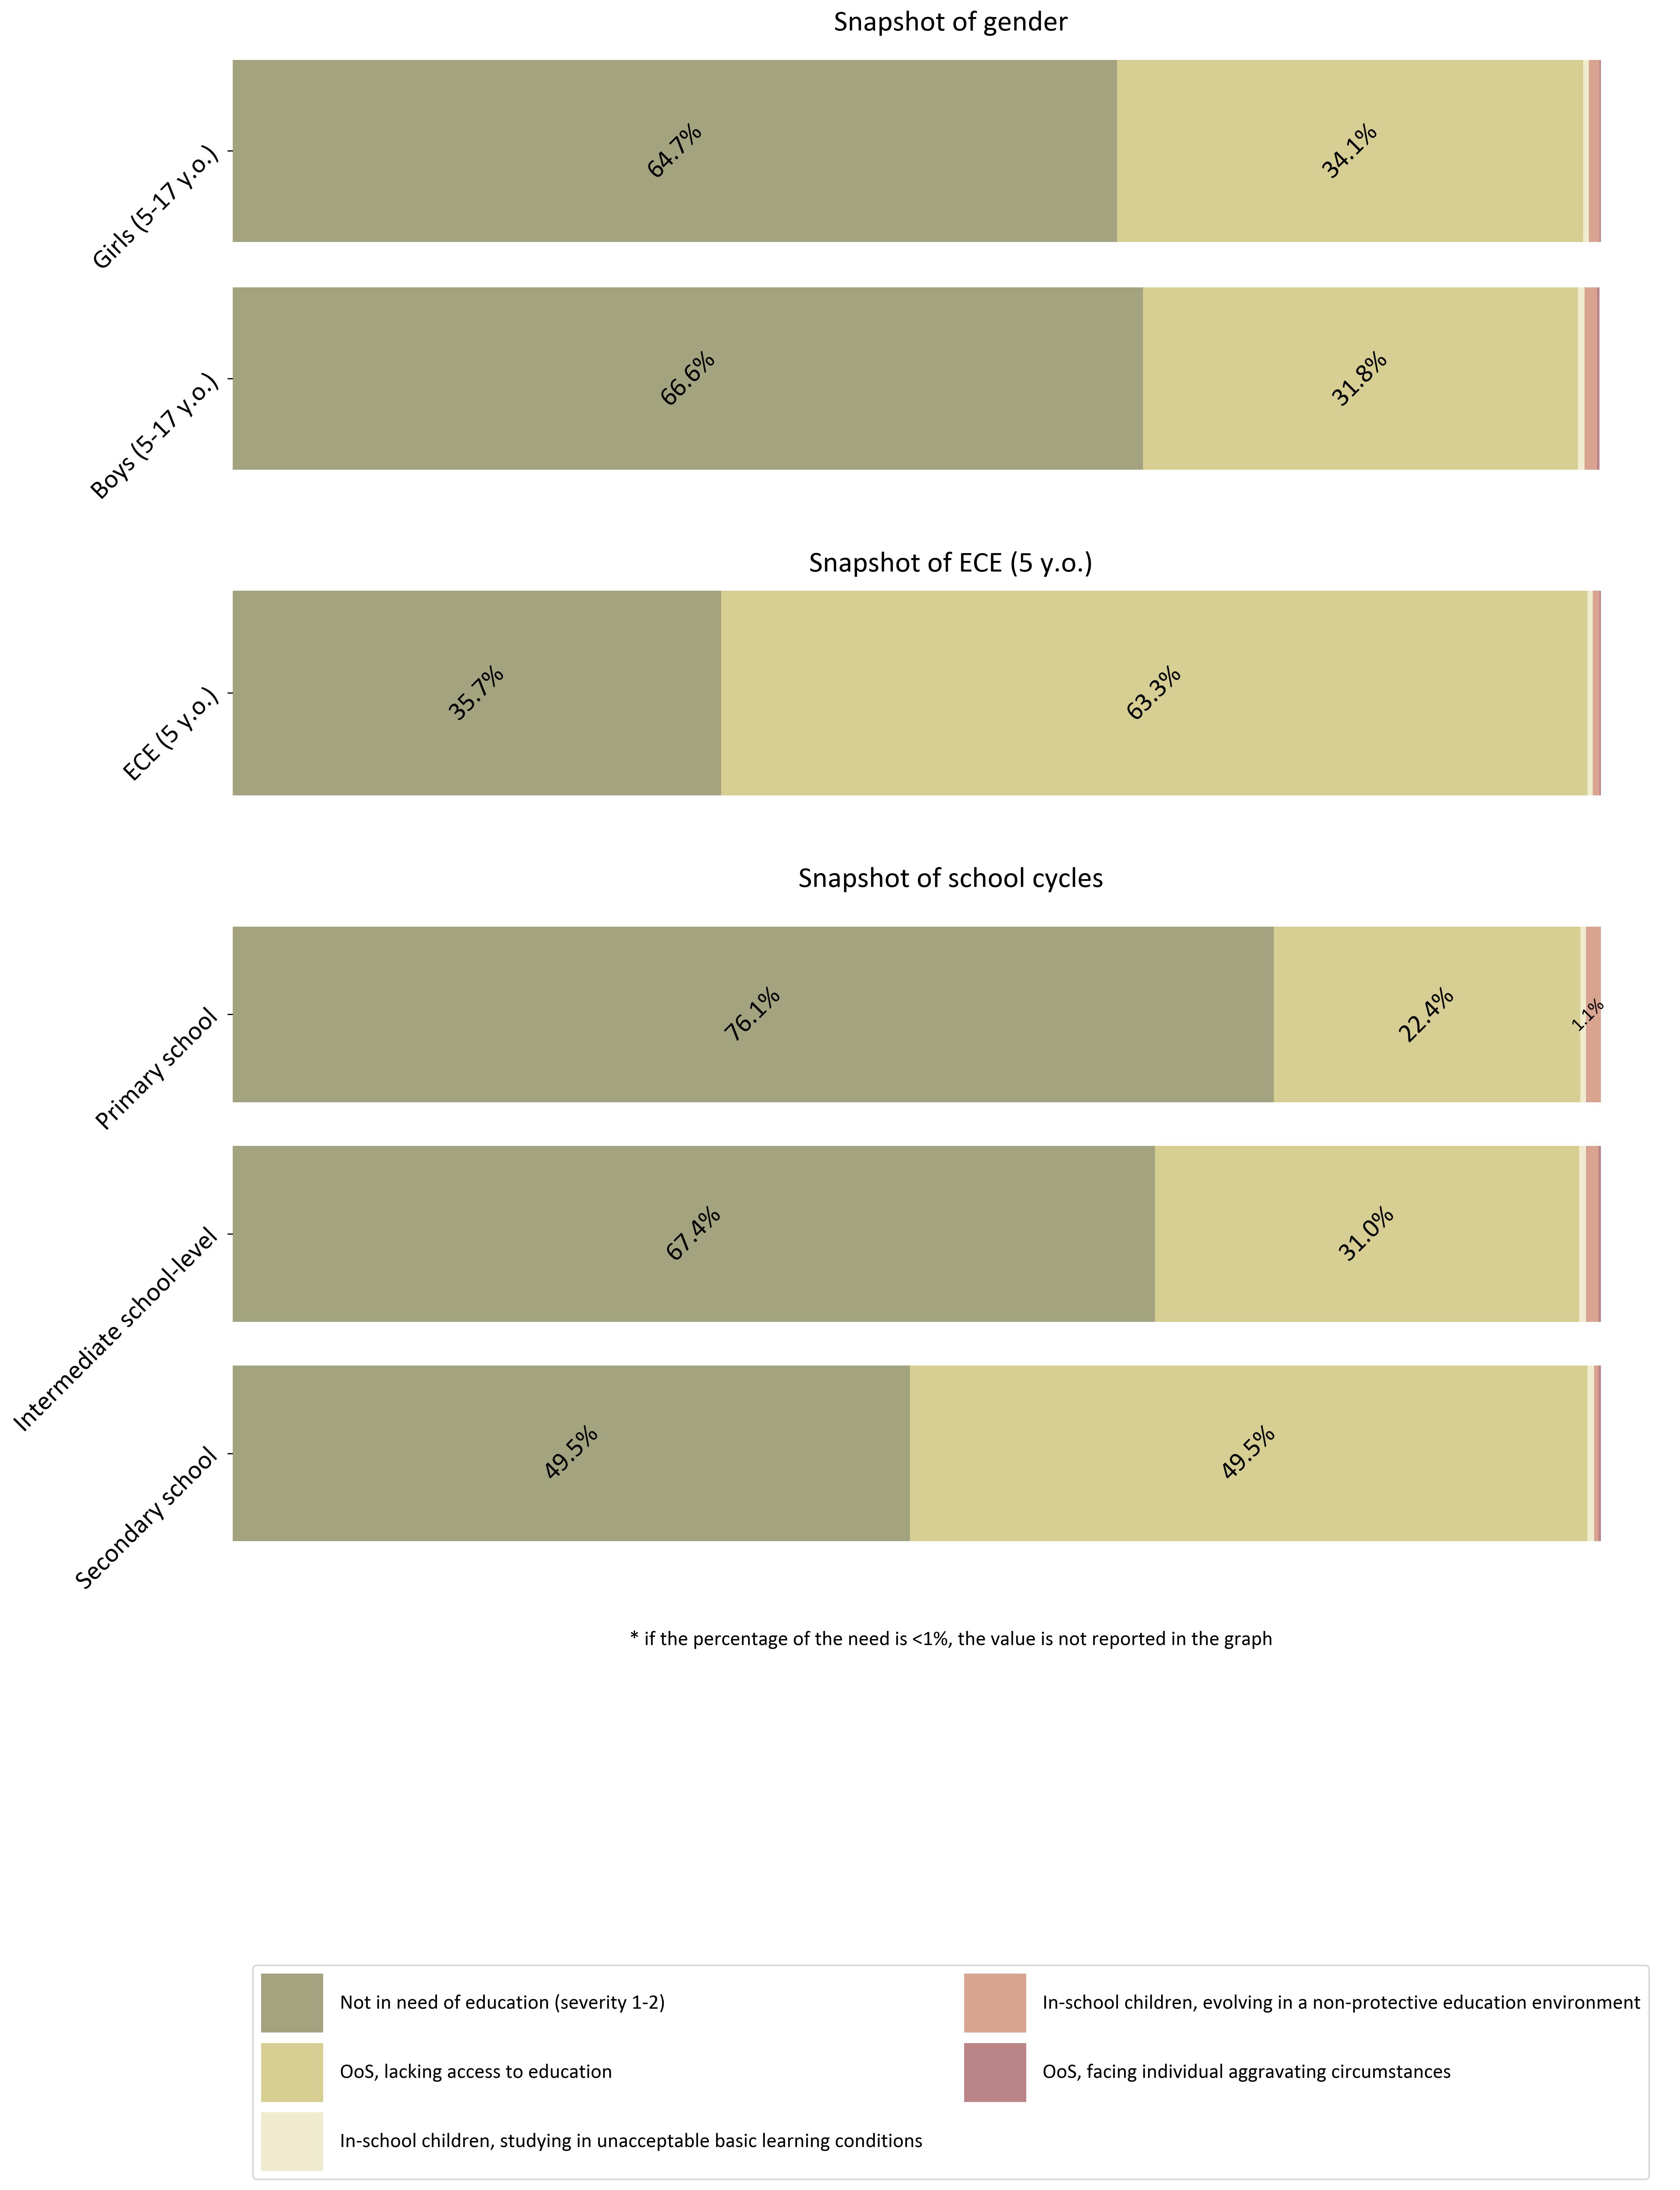 Snapshot of gender
Girls (5-17 y.o.)
64.7%
34.1%
Boys (5-17 y.o.)
66.6%
31.8%
Snapshot of ECE (5 y.o.)
ECE (5 y.o.)
35.7%
63.3%
Snapshot of school cycles
Primary school
76.1%
22.4%
1.1%
Intermediate school-level
67.4%
31.0%
Secondary school
49.5%
49.5%
* if the percentage of the need is <1%, the value is not reported in the graph
Not in need of education (severity 1-2)
OoS, lacking access to education
In-school children, studying in unacceptable basic learning conditions
In-school children, evolving in a non-protective education environment
OoS, facing individual aggravating circumstances